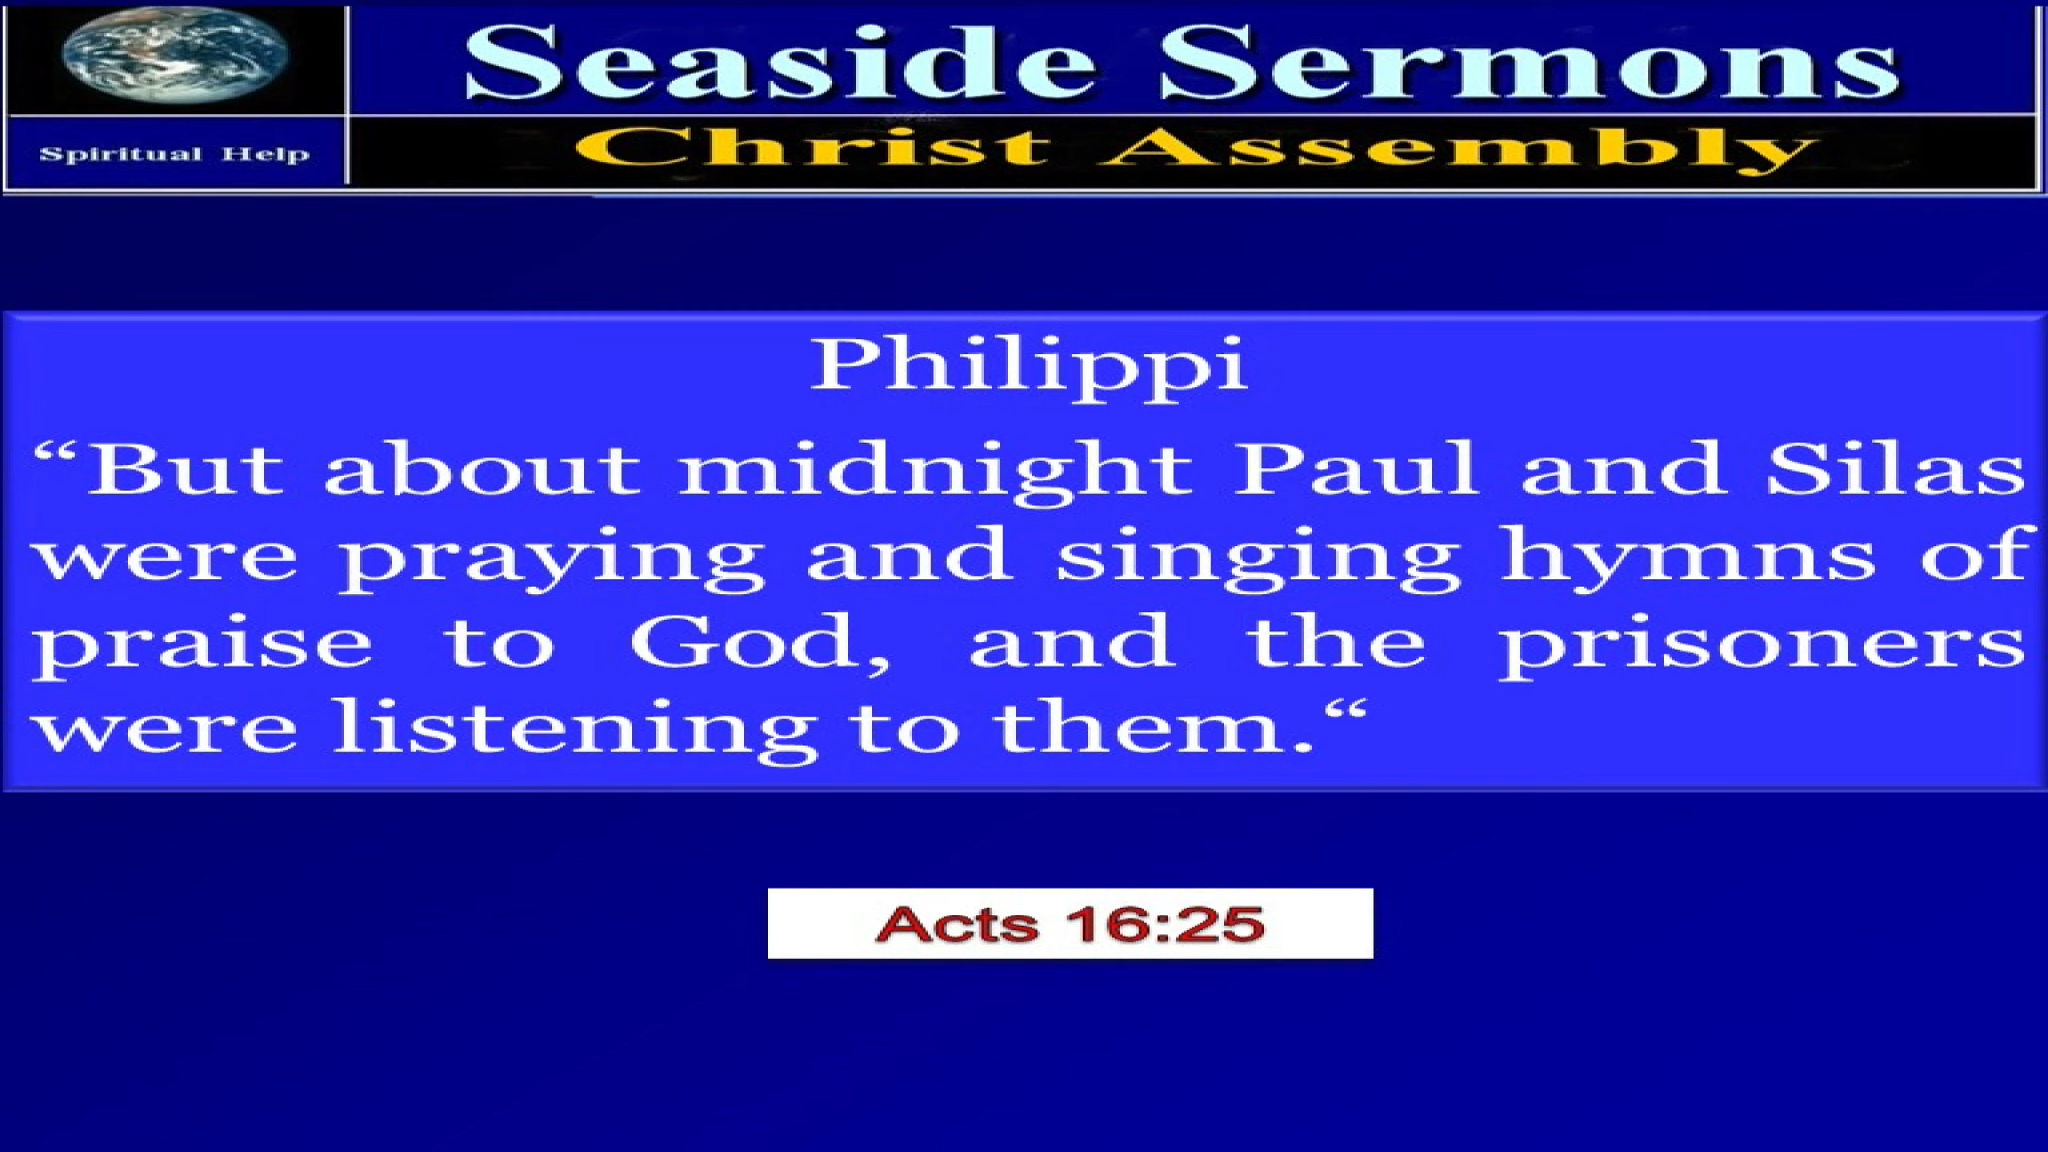 Seaside Sermons
Christ Assembly
Spiritual Help
Philippi
“But about midnight Paul and Silas
were praying and singing hymns of
praise to God, and the prisoners
were listening to them.“
Acts 16:25